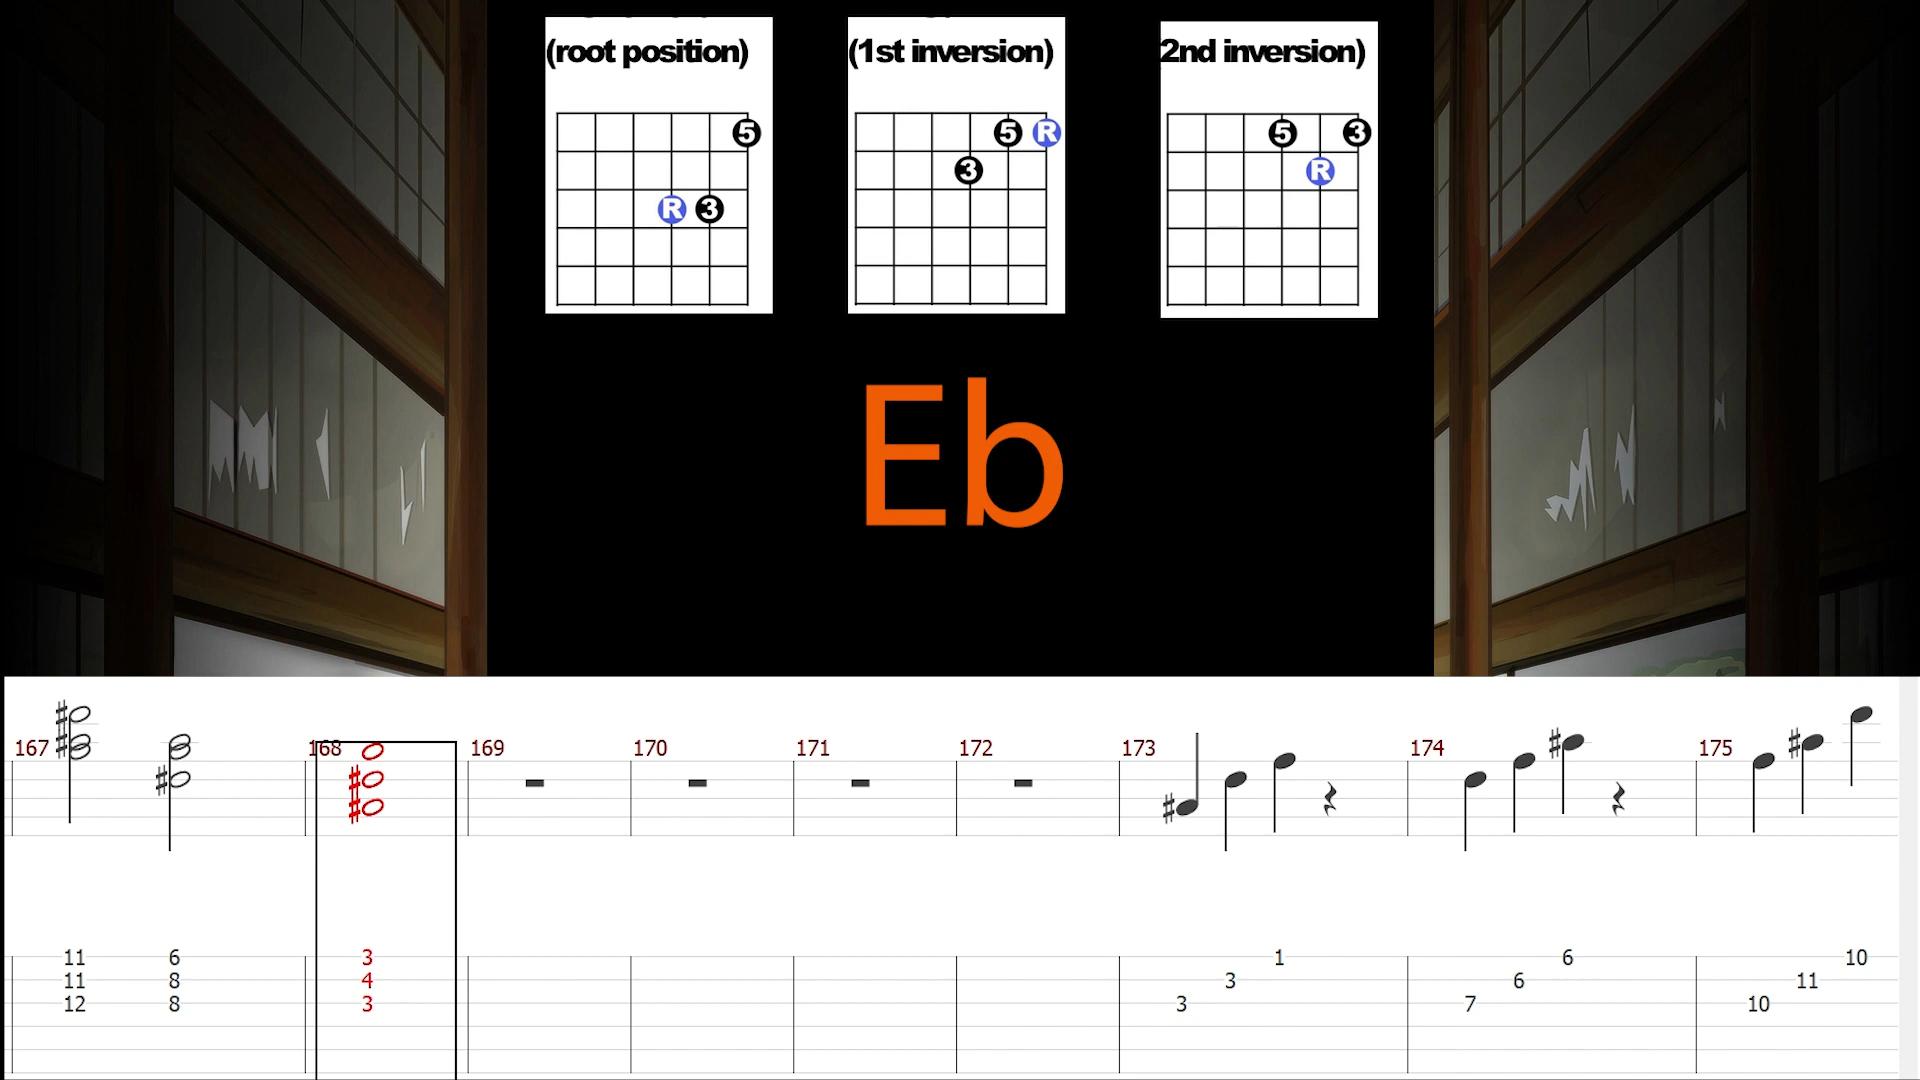 (root position) (1st inversion) 2nd inversion)
5 5 R 5 3
3 R
R 3
Eb
167 168 169 170 171 172 173 174 175
11 6 3 1 6 10
11 8 4 3 6 11
12 8 3 3 7 10